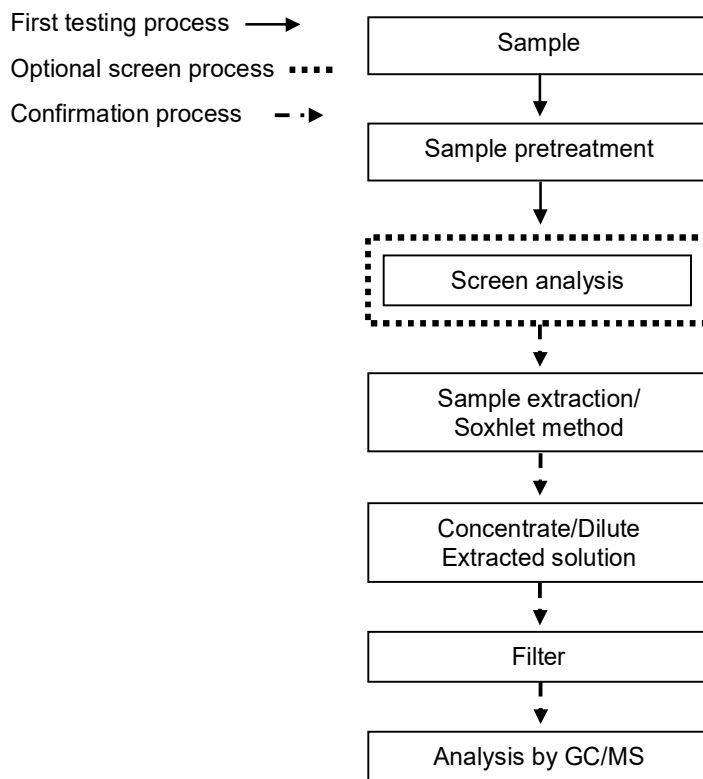 First testing process
Optional screen process
Confirmation process
Sample
Sample pretreatment
Screen analysis
Sample extraction/
Soxhlet method
Concentrate/Dilute
Extracted solution
Filter
Analysis by GC/MS